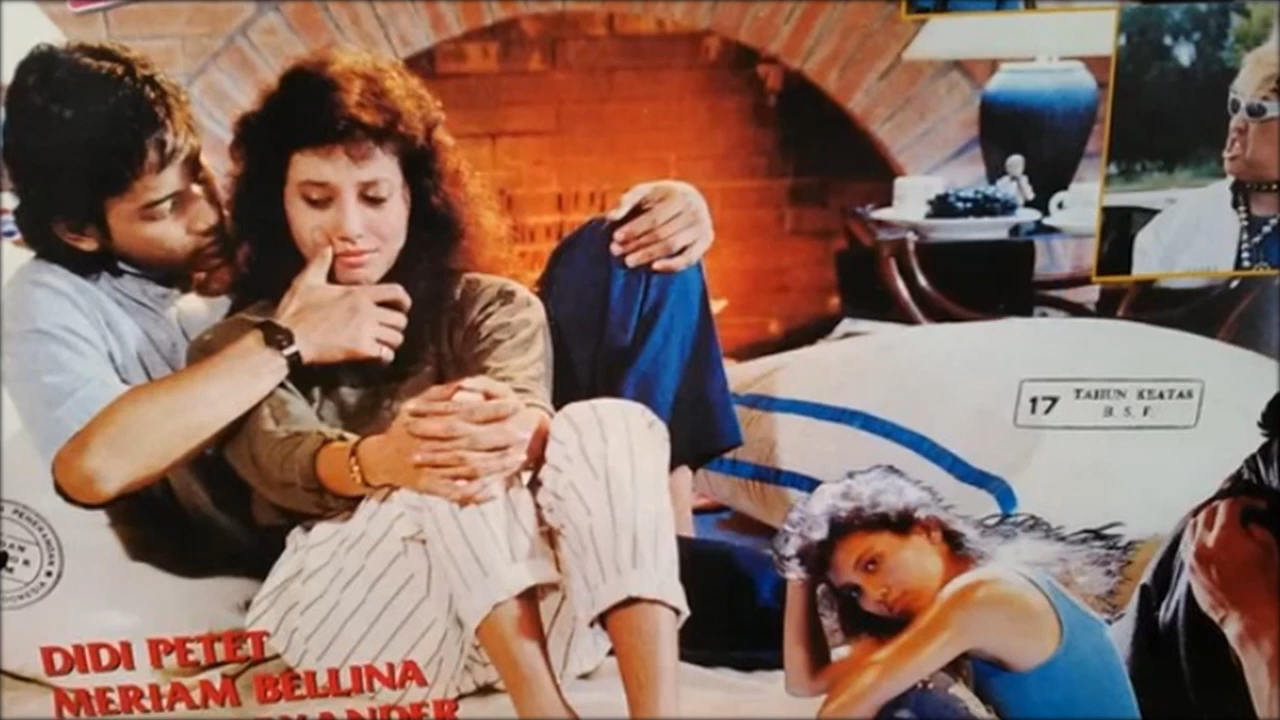 17 TAHUN KEATAS
B. S. F.
DIDI PETET
MERIAM BELLINA